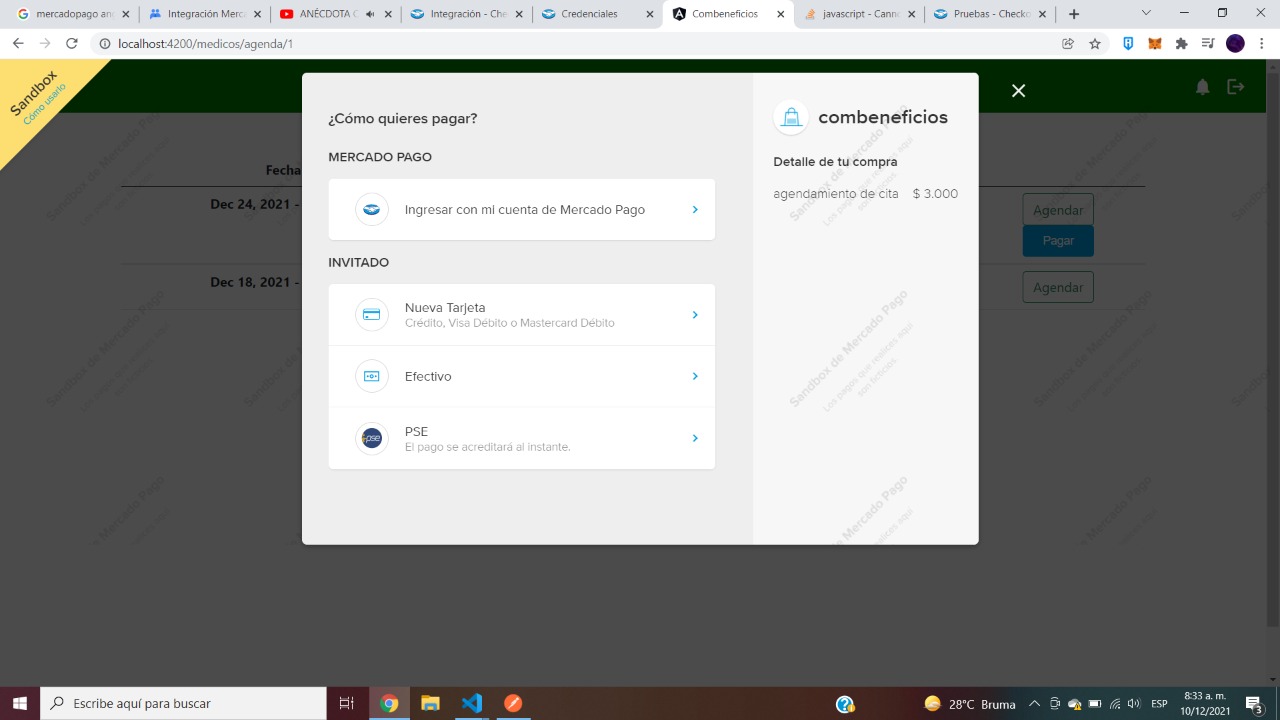 mercadopago ang
Integración Merc
ANÉCDOTA C
Integración - Che
Credenciales
Combeneficios
javascript - Cann
Pruebas - Checko
localhost:4200/medicos/agenda/1
Sandbox
Cómo usarlo
¿Cómo quieres pagar?
MERCADO PAGO
Ingresar con mi cuenta de Mercado Pago
INVITADO
Nueva Tarjeta
Crédito, Visa Débito o Mastercard Débito
Efectivo
pse
PSE
El pago se acreditará al instante.
combeneficios
Detalle de tu compra
agendamiento de cita $ 3.000
Sandbox de Mercado Pago
Los pagos que realices aquí
son ficticios.
Fecha
Dec 24, 2021 -
Agendar
Pagar
Dec 18, 2021 -
Agendar
Escribe aquí para buscar
28°C Bruma
ESP
8:33 a. m.
10/12/2021
3